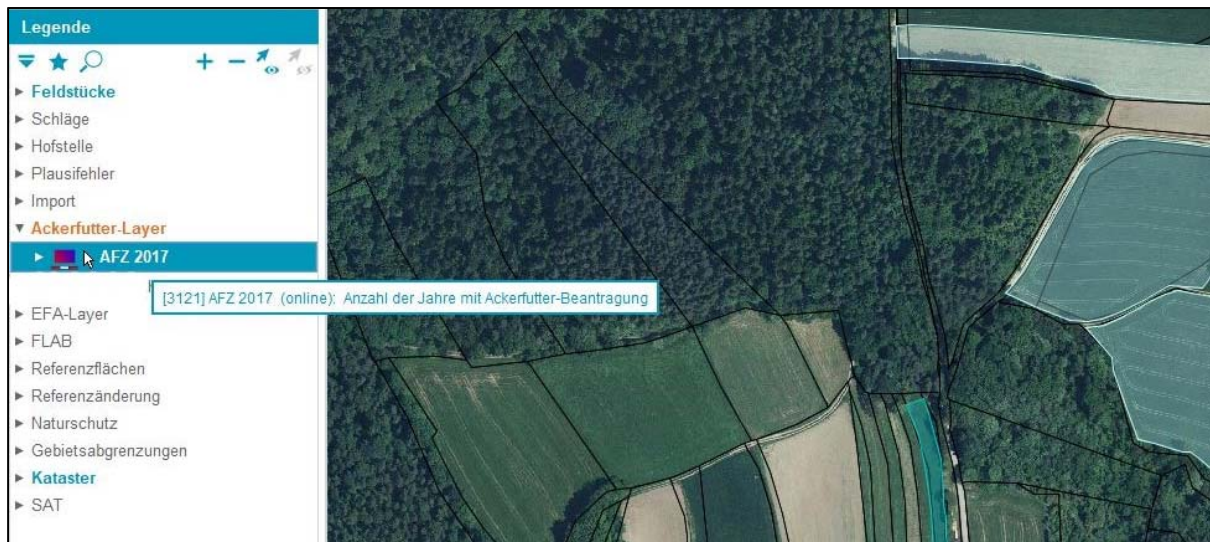 Legende
Feldstücke
Schläge
Hofstelle
Plausifehler
Import
Ackerfutter-Layer
AFZ 2017
[3121] AFZ 2017 (online): Anzahl der Jahre mit Ackerfutter-Beantragung
EFA-Layer
FLAB
Referenzflächen
Referenzänderung
Naturschutz
Gebietsabgrenzungen
Kataster
SAT